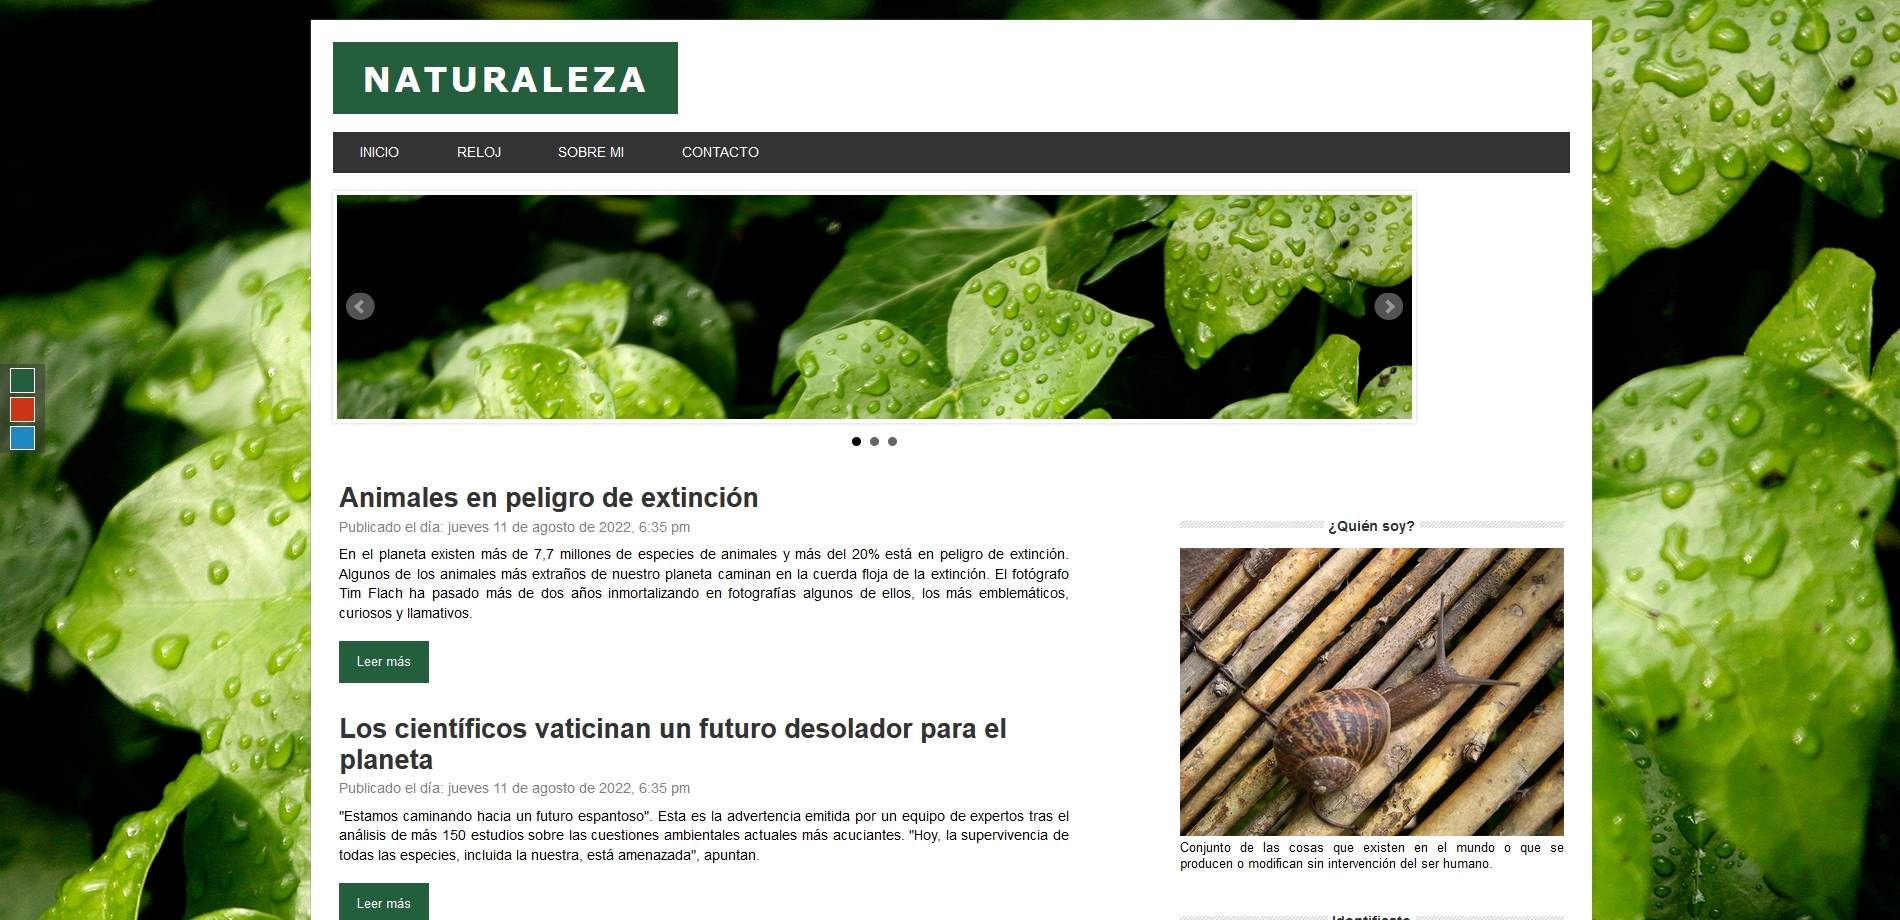 NATURALEZA
INICIO RELOJ SOBRE MI CONTACTO
Animales en peligro de extinción
Publicado el día: jueves 11 de agosto de 2022, 6:35 pm
En el planeta existen más de 7,7 millones de especies de animales y más del 20% está en peligro de extinción.
Algunos de los animales más extraños de nuestro planeta caminan en la cuerda floja de la extinción. El fotógrafo
Tim Flach ha pasado más de dos años inmortalizando en fotografías algunos de ellos, los más emblemáticos,
curiosos y llamativos.
Leer más
Los científicos vaticinan un futuro desolador para el
planeta
Publicado el día: jueves 11 de agosto de 2022, 6:35 pm
"Estamos caminando hacia un futuro espantoso". Esta es la advertencia emitida por un equipo de expertos tras el
análisis de más 150 estudios sobre las cuestiones ambientales actuales más acuciantes. "Hoy, la supervivencia de
todas las especies, incluida la nuestra, está amenazada", apuntan.
Leer más
¿Quién soy?
Conjunto de las cosas que existen en el mundo o que se
producen o modifican sin intervención del ser humano.
Identificate